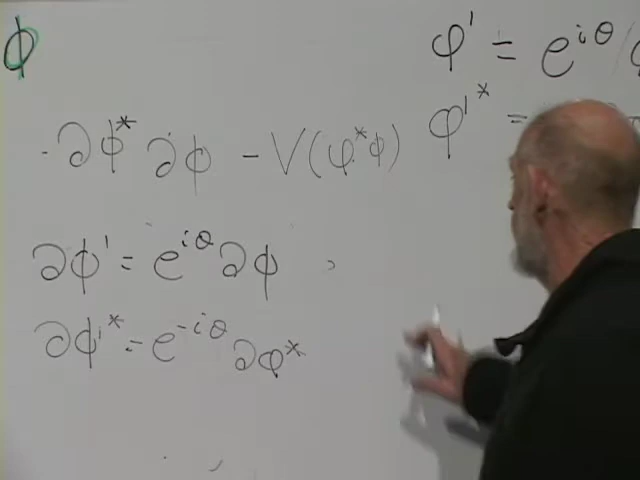 ϕ
φ' = e^{iθ}
φ'^* =
∂ϕ^* ∂ϕ - V(φ^*ϕ)
∂ϕ' = e^{iθ} ∂ϕ
∂ϕ'^* = e^{-iθ} ∂φ^*